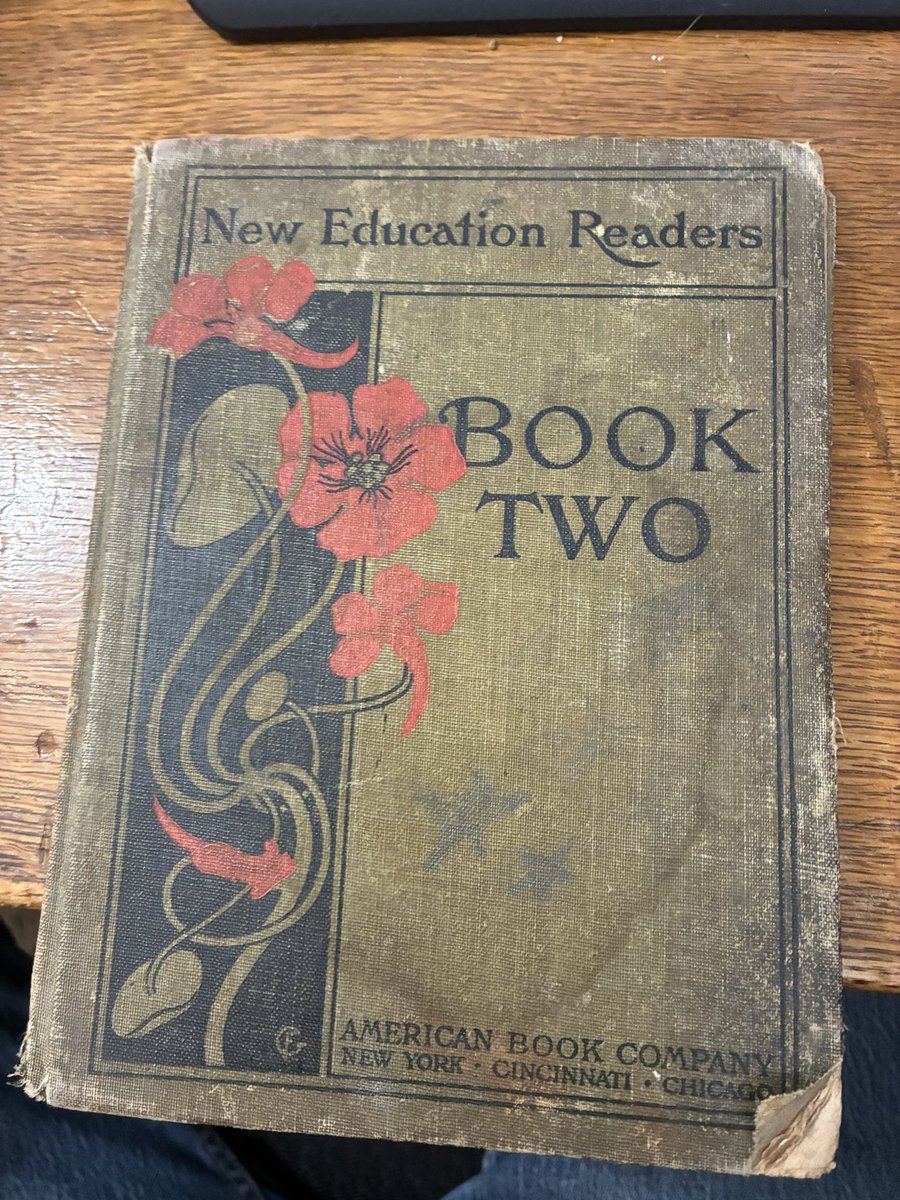 New Education Readers
BOOK
TWO
AMERICAN BOOK COMPANY
NEW YORK · CINCINNATI · CHICAGO